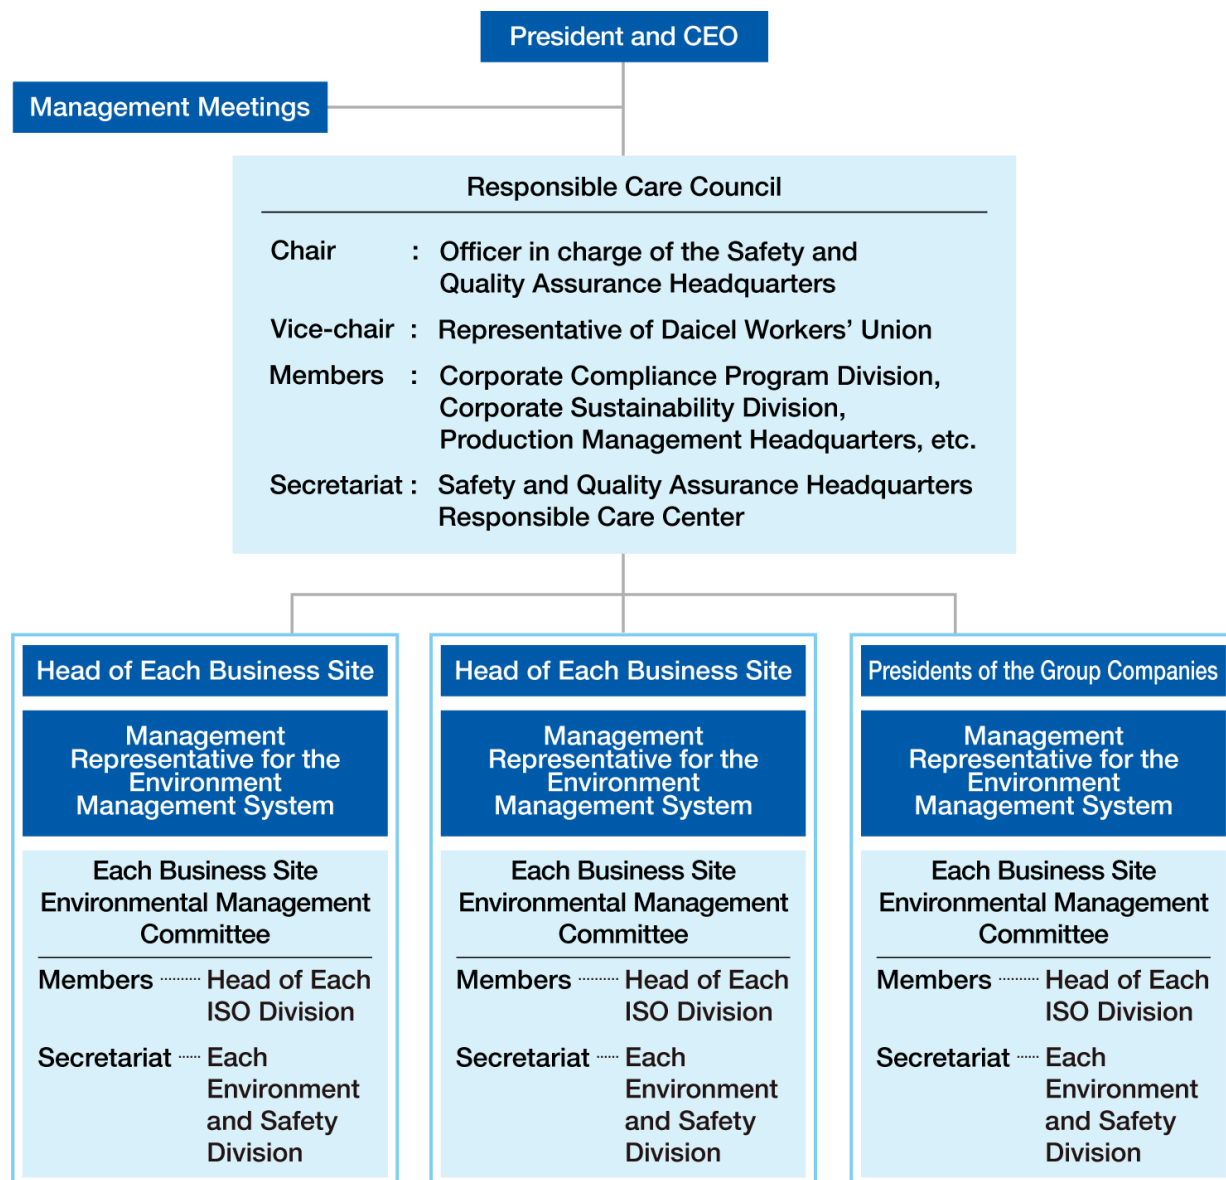 President and CEO
Management Meetings
Responsible Care Council
Chair : Officer in charge of the Safety and
Quality Assurance Headquarters
Vice-chair : Representative of Daicel Workers’ Union
Members : Corporate Compliance Program Division,
Corporate Sustainability Division,
Production Management Headquarters, etc.
Secretariat : Safety and Quality Assurance Headquarters
Responsible Care Center
Head of Each Business Site
Management
Representative for the
Environment
Management System
Each Business Site
Environmental Management
Committee
Members ·········· Head of Each
ISO Division
Secretariat ······ Each
Environment
and Safety
Division
Head of Each Business Site
Management
Representative for the
Environment
Management System
Each Business Site
Environmental Management
Committee
Members ·········· Head of Each
ISO Division
Secretariat ······ Each
Environment
and Safety
Division
Presidents of the Group Companies
Management
Representative for the
Environment
Management System
Each Business Site
Environmental Management
Committee
Members ·········· Head of Each
ISO Division
Secretariat ······ Each
Environment
and Safety
Division